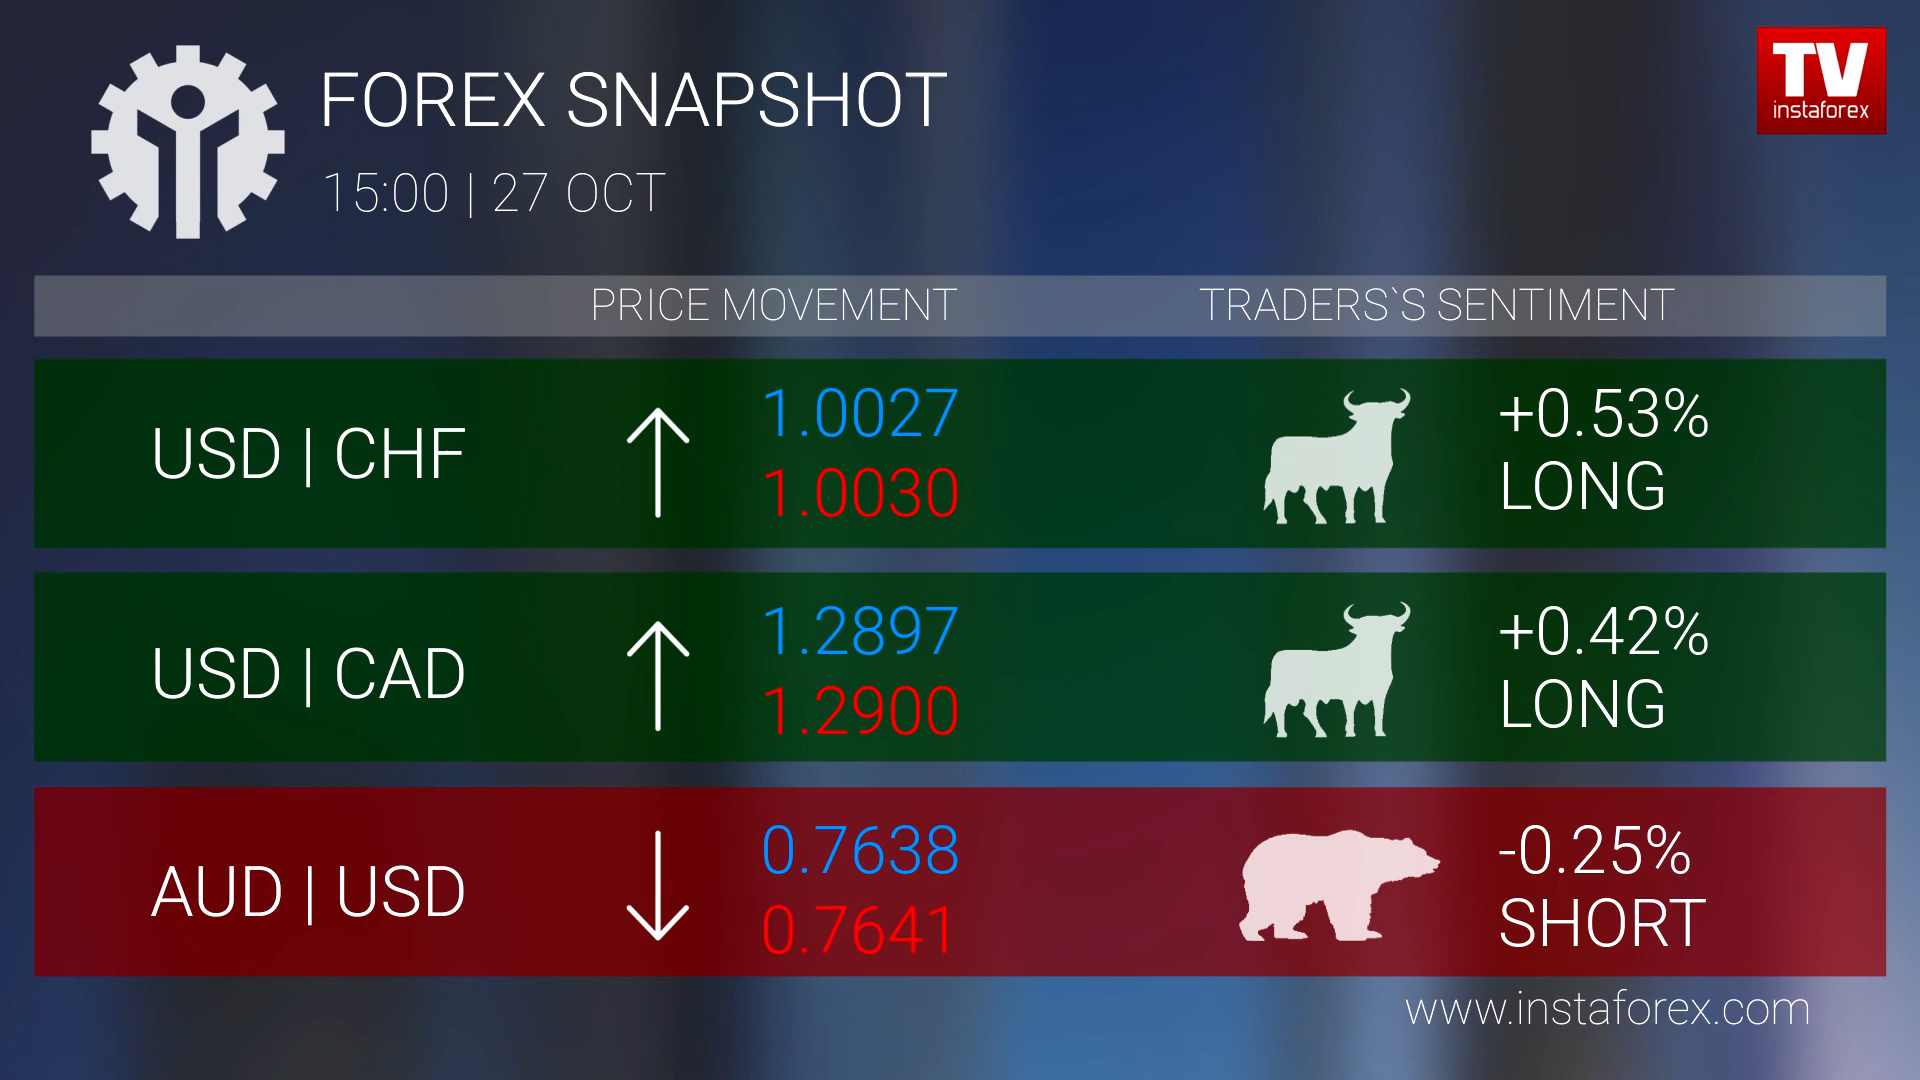 FOREX SNAPSHOT
15:00 | 27 OCT
TV
instaforex
PRICE MOVEMENT TRADERS`S SENTIMENT
USD | CHF
1.0027
1.0030
+0.53%
LONG
USD | CAD
1.2897
1.2900
+0.42%
LONG
AUD | USD
0.7638
0.7641
-0.25%
SHORT
www.instaforex.com